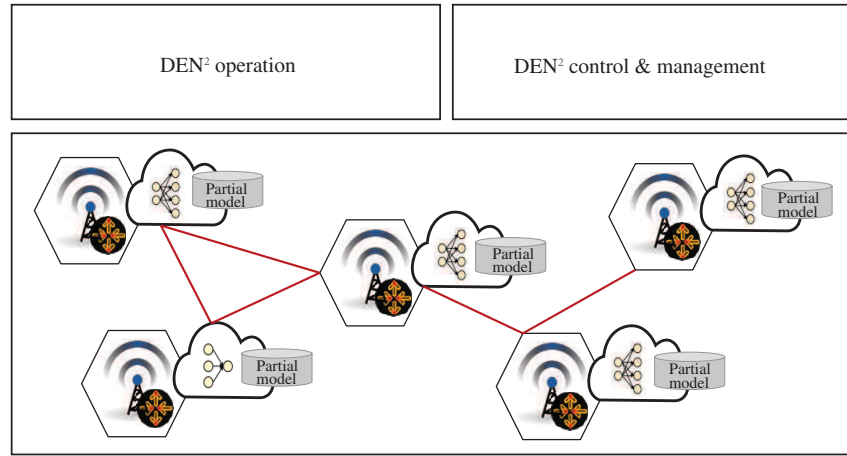 DEN² operation
DEN² control & management
Partial
model
Partial
model
Partial
model
Partial
model
Partial
model